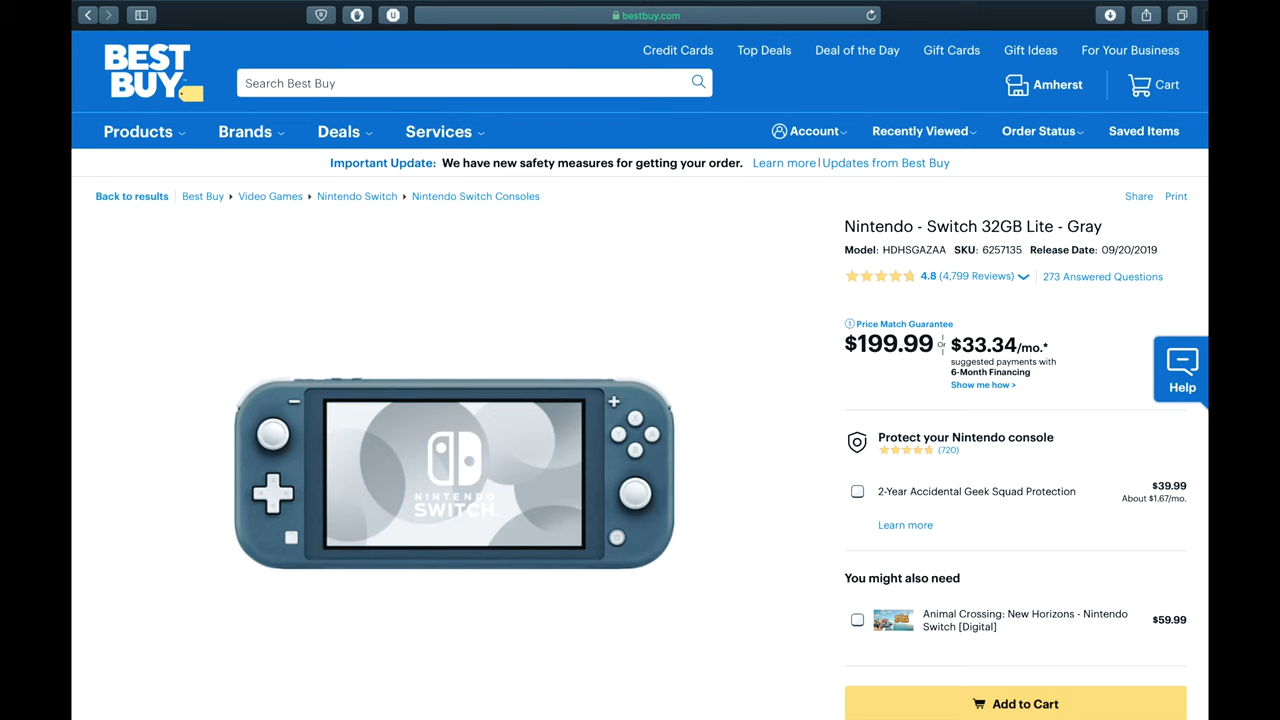 bestbuy.com
BEST BUY
Credit Cards Top Deals Deal of the Day Gift Cards Gift Ideas For Your Business
Search Best Buy
Amherst Cart
Products Brands Deals Services Account Recently Viewed Order Status Saved Items
Important Update: We have new safety measures for getting your order. Learn more | Updates from Best Buy
Back to results Best Buy Video Games Nintendo Switch Nintendo Switch Consoles Share Print
Nintendo - Switch 32GB Lite - Gray
Model: HDHSGAZAA SKU: 6257135 Release Date: 09/20/2019
4.8 (4,799 Reviews) 273 Answered Questions
Price Match Guarantee
$199.99 Or $33.34/mo.*
suggested payments with
6-Month Financing
Show me how >
Help
NINTENDO
SWITCH
Protect your Nintendo console
(720)
2-Year Accidental Geek Squad Protection $39.99
About $1.67/mo.
Learn more
You might also need
Animal Crossing: New Horizons - Nintendo
Switch [Digital] $59.99
Add to Cart